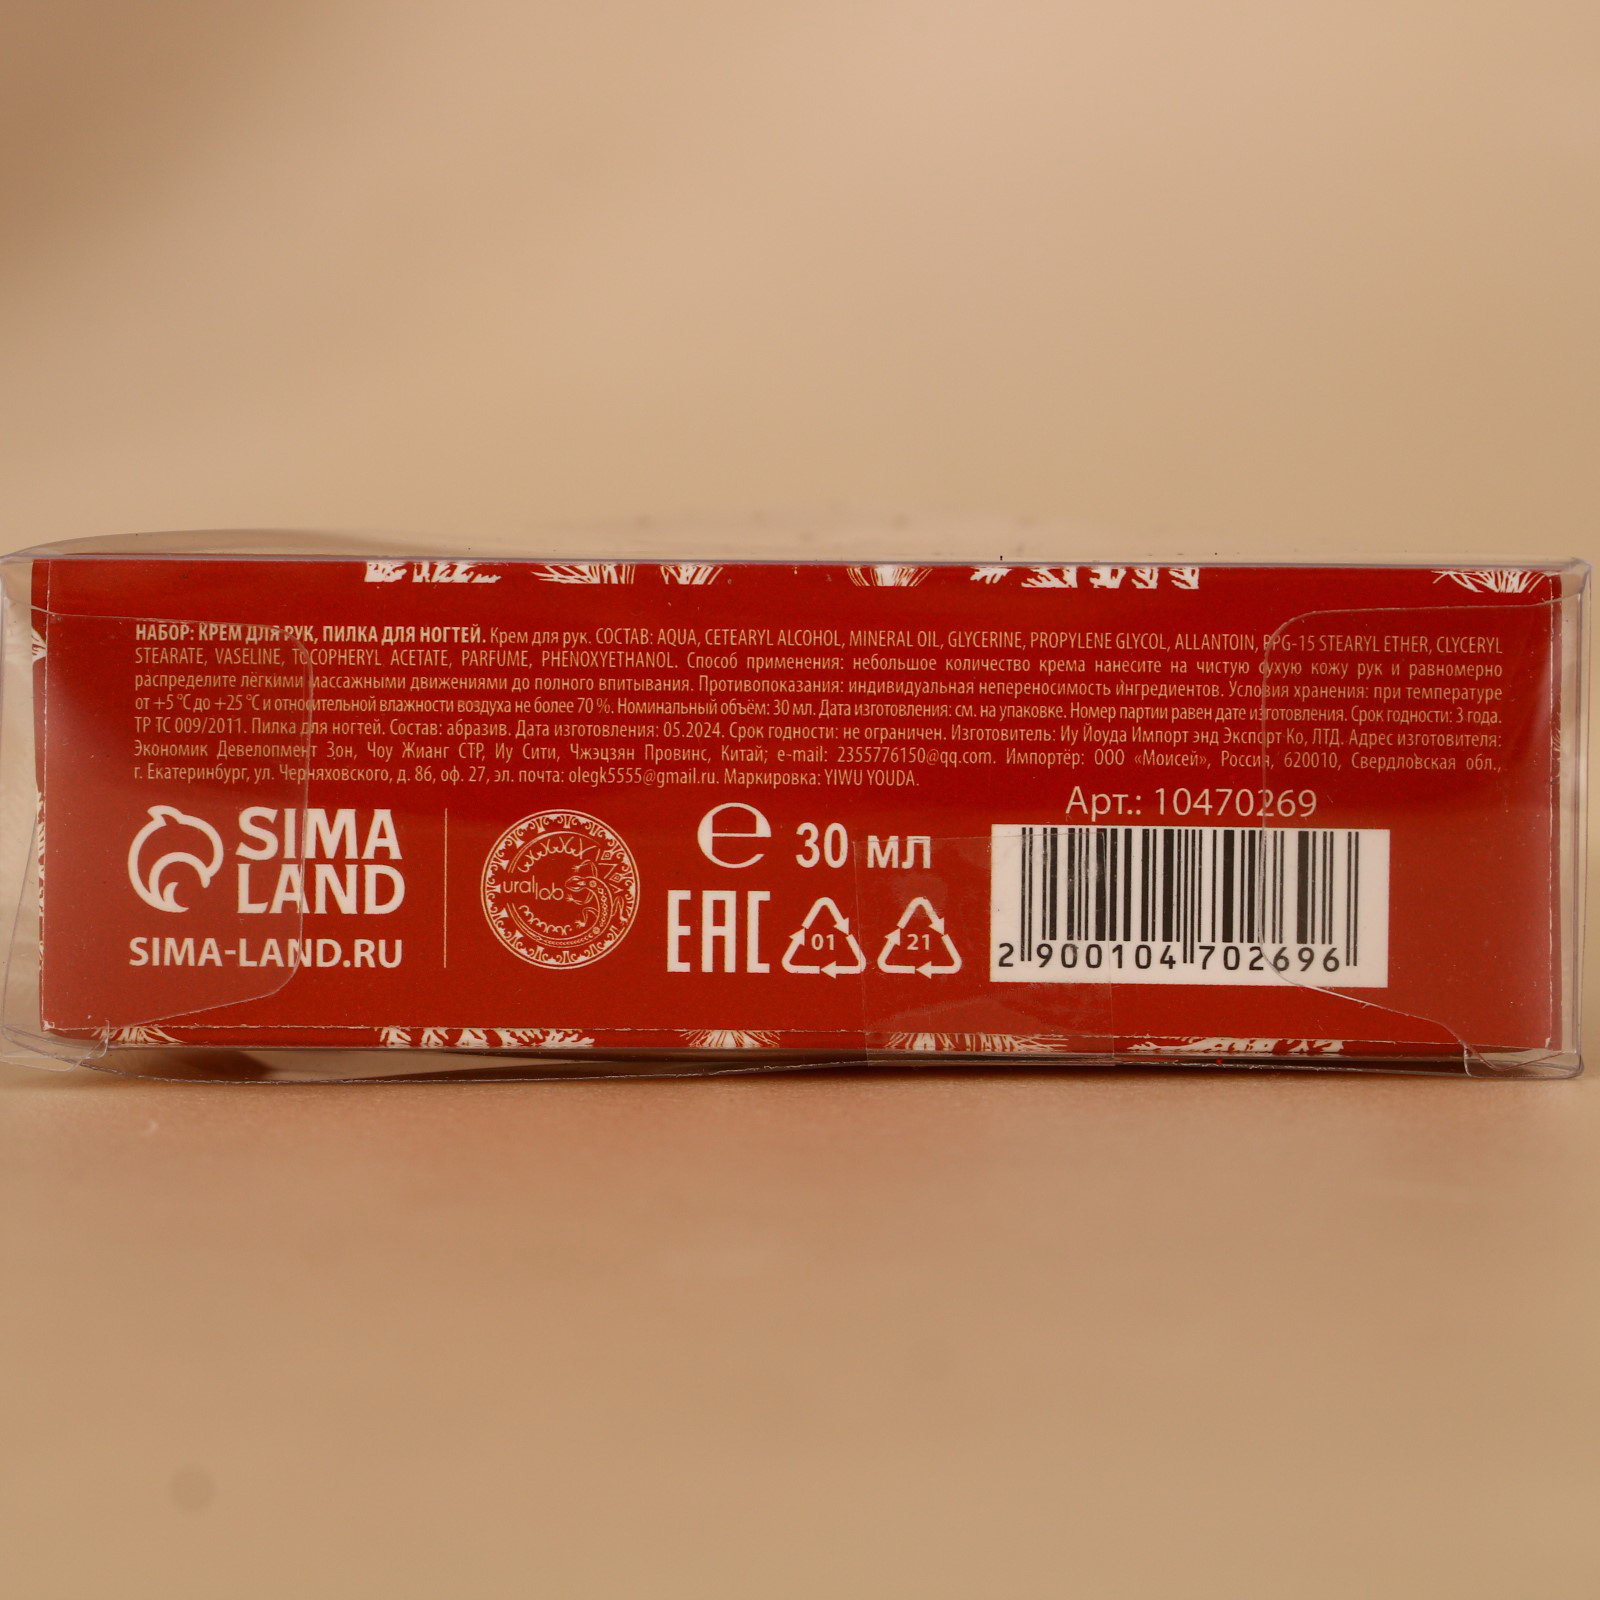 НАБОР: КРЕМ ДЛЯ РУК, ПИЛКА ДЛЯ НОГТЕЙ. Крем для рук. СОСТАВ: AQUA, CETEARYL ALCOHOL, MINERAL OIL, GLYCERINE, PROPYLENE GLYCOL, ALLANTOIN, PPG-15 STEARYL ETHER, CLYCERYL
STEARATE, VASELINE, TOCOPHERYL ACETATE, PARFUME, PHENOXYETHANOL. Способ применения: небольшое количество крема нанесите на чистую сухую кожу рук и равномерно
распределите лёгкими массажными движениями до полного впитывания. Противопоказания: индивидуальная непереносимость ингредиентов. Условия хранения: при температуре
от +5 °C до +25 °C и относительной влажности воздуха не более 70 %. Номинальный объём: 30 мл. Дата изготовления: см. на упаковке. Номер партии равен дате изготовления. Срок годности: 3 года.
ТР ТС 009/2011. Пилка для ногтей. Состав: абразив. Дата изготовления: 05.2024. Срок годности: не ограничен. Изготовитель: Иу Йоуда Импорт энд Экспорт Ко, ЛТД. Адрес изготовителя:
Экономик Девелопмент Зон, Чоу Жианг СТР, Иу Сити, Чжэцзян Провинс, Китай; e-mail: 2355776150@qq.com. Импортёр: ООО «Моисей», Россия, 620010, Свердловская обл.,
г. Екатеринбург, ул. Черняховского, д. 86, оф. 27, эл. почта: olegk5555@gmail.ru. Маркировка: YIWU YOUDA.
SIMA
LAND
SIMA-LAND.RU
ural lab
e 30 мл
EAC 01 21
Арт.: 10470269
2 900104 702696